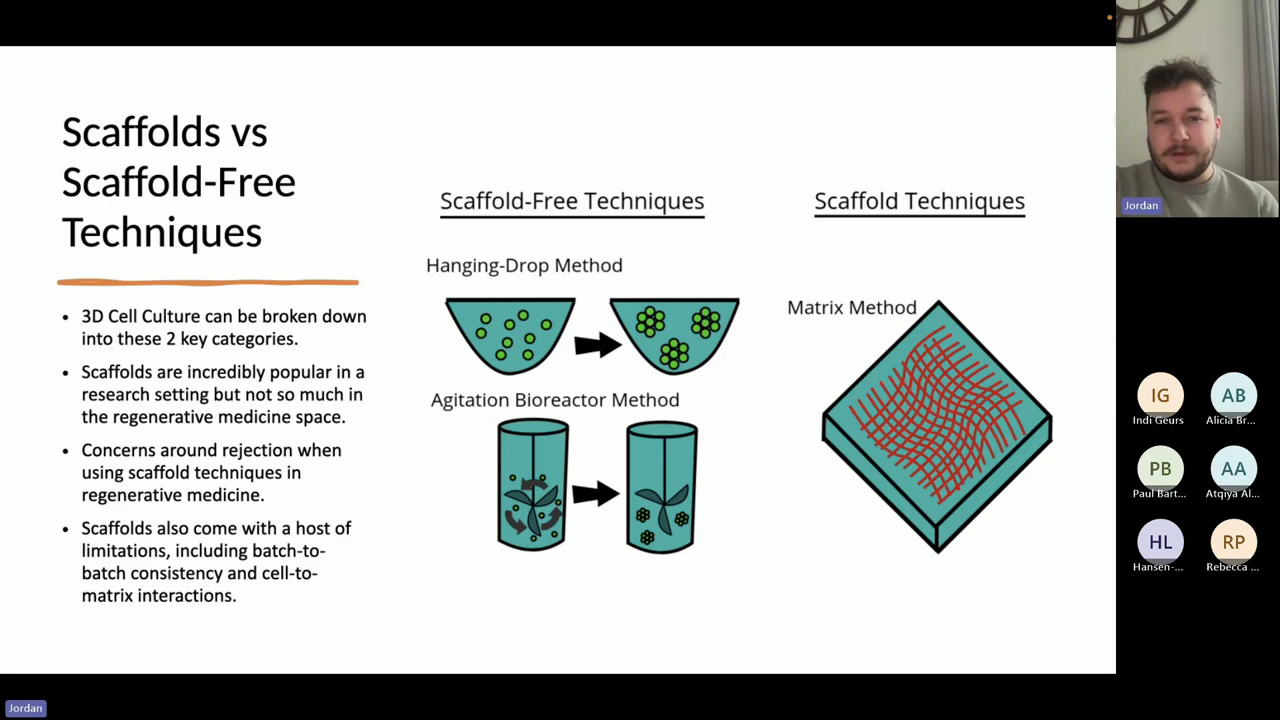 Scaffolds vs
Scaffold-Free
Techniques
• 3D Cell Culture can be broken down
into these 2 key categories.
• Scaffolds are incredibly popular in a
research setting but not so much in
the regenerative medicine space.
• Concerns around rejection when
using scaffold techniques in
regenerative medicine.
• Scaffolds also come with a host of
limitations, including batch-to-
batch consistency and cell-to-
matrix interactions.
Scaffold-Free Techniques
Hanging-Drop Method
Agitation Bioreactor Method
Scaffold Techniques
Matrix Method
Jordan
IG
Indi Geurs
AB
Alicia Br...
PB
Paul Bart...
AA
Atqiya Al...
HL
Hansen-...
RP
Rebecca ...
Jordan